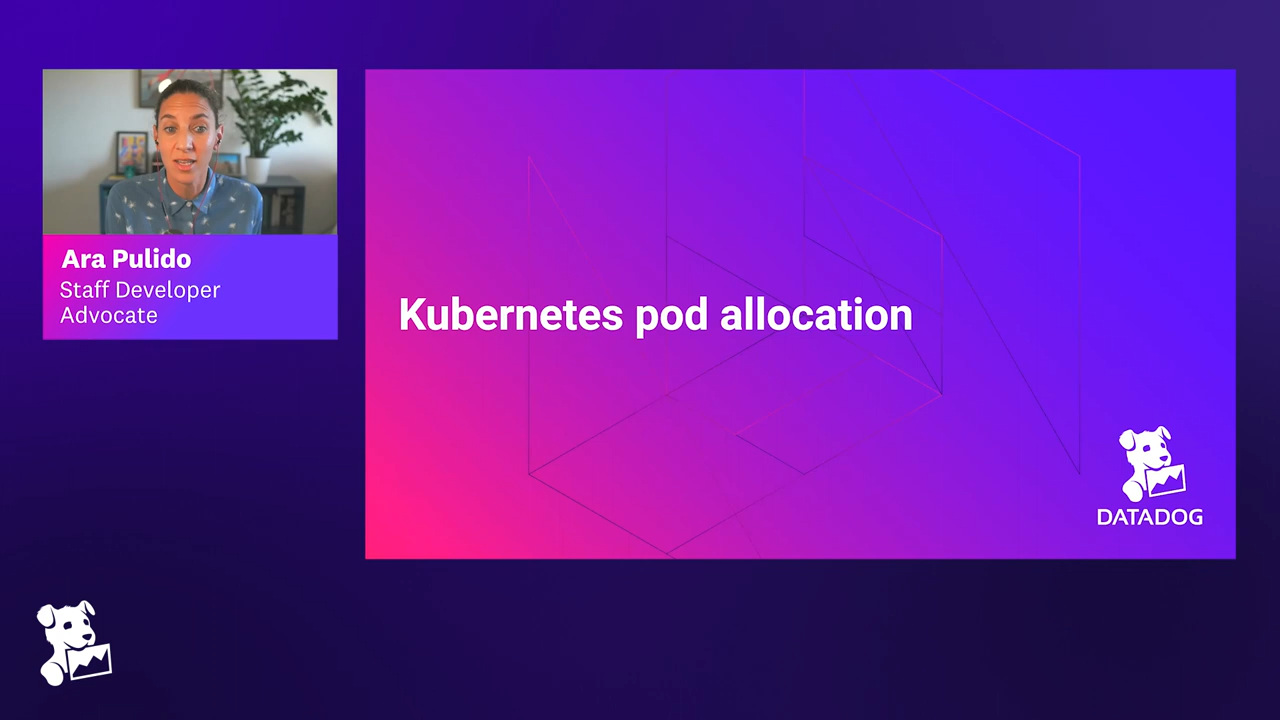 Ara Pulido
Staff Developer
Advocate
Kubernetes pod allocation
DATADOG